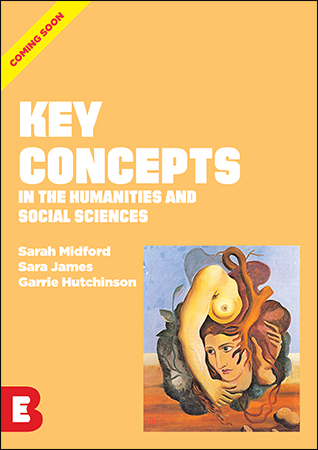 COMING SOON
KEY
CONCEPTS
IN THE HUMANITIES AND
SOCIAL SCIENCES
Sarah Midford
Sara James
Garrie Hutchinson
E